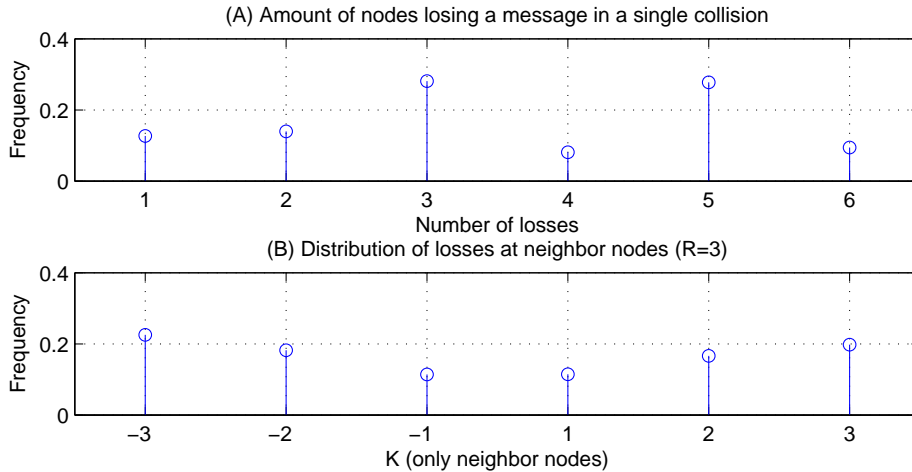 (A) Amount of nodes losing a message in a single collision
0.4
0.2
0
Frequency
1 2 3 4 5 6
Number of losses
(B) Distribution of losses at neighbor nodes (R=3)
0.4
0.2
0
Frequency
−3 −2 −1 1 2 3
K (only neighbor nodes)